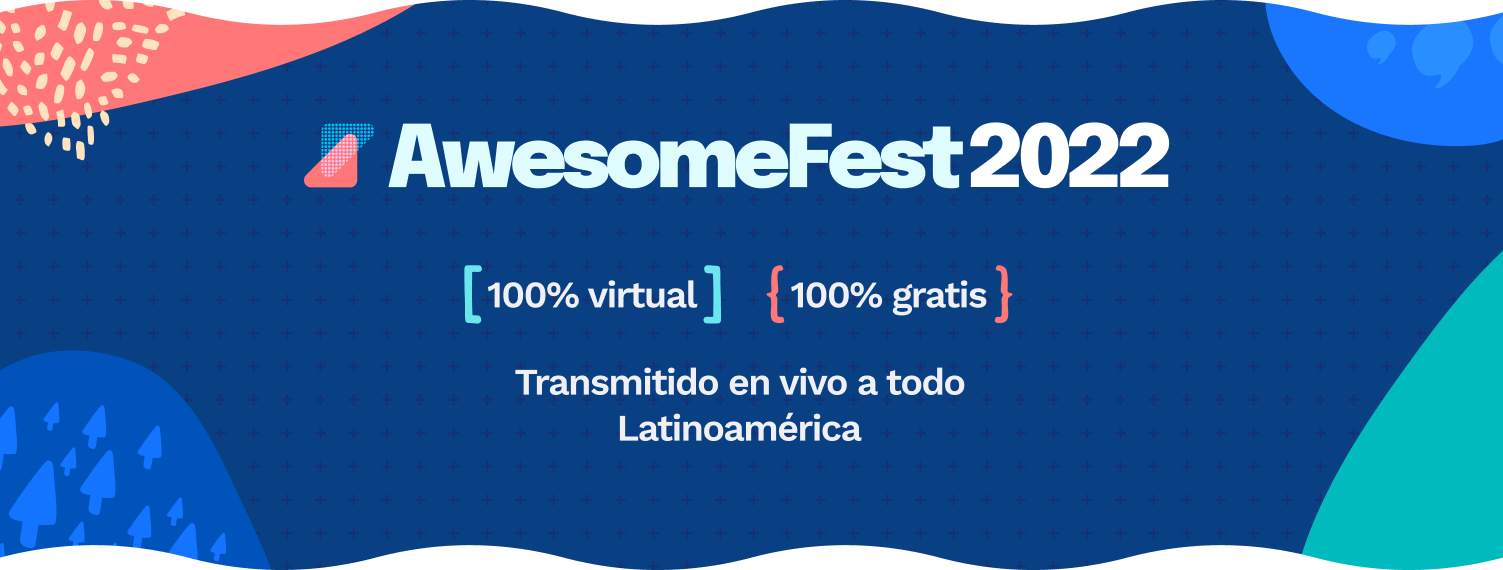 AwesomeFest 2022
[100% virtual] {100% gratis}
Transmitido en vivo a todo
Latinoamérica